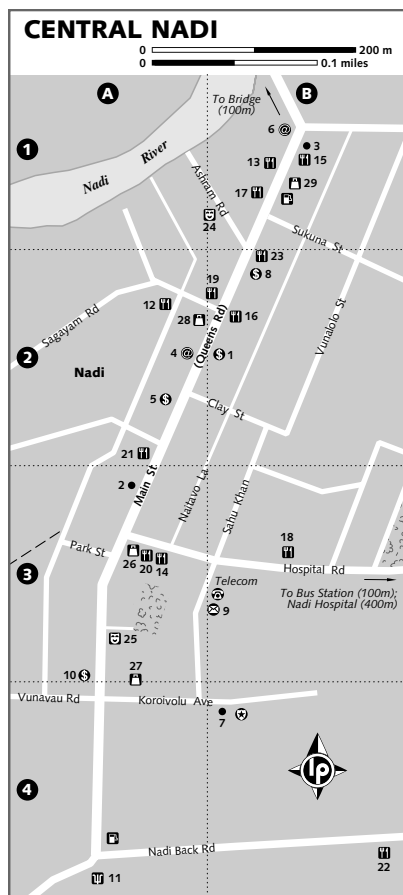 CENTRAL NADI
0 200 m
0 0.1 miles
A B
To Bridge
(100m)
6 @
1
3
13 15
Nadi River
Ashram Rd
17 29
24
Sukuna St
23
$ 8
19
12
Sagayam Rd
28 16
(Queens Rd)
Vunalolo St
2
4 @ $ 1
Nadi
5 $
Clay St
21
Main St
2
Naitavo La
Sahu Khan
18
Park St
26 20 14
Hospital Rd
3
Telecom
To Bus Station (100m);
Nadi Hospital (400m)
9
25
10 $ 27
Vunavau Rd Koroivolu Ave
7
lp
4
Nadi Back Rd
22
11